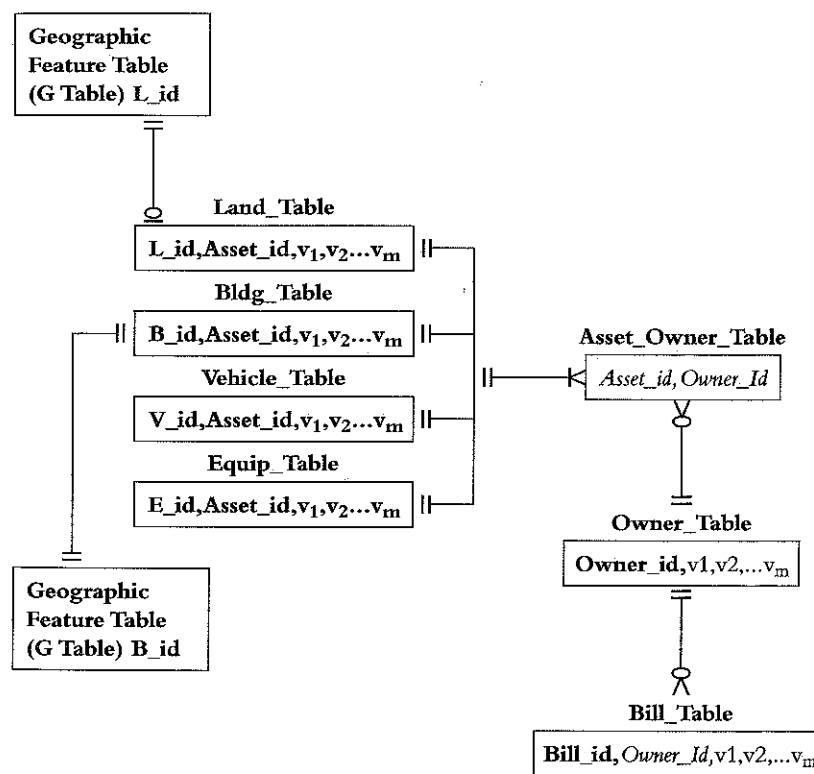 Geographic
Feature Table
(G Table) L_id
Land_Table
L_id,Asset_id,v₁,v₂...vₘ
Bldg_Table
B_id,Asset_id,v₁,v₂...vₘ
Asset_Owner_Table
Asset_id,Owner_Id
Vehicle_Table
V_id,Asset_id,v₁,v₂...vₘ
Equip_Table
E_id,Asset_id,v₁,v₂...vₘ
Owner_Table
Owner_id,v1,v2,...vₘ
Geographic
Feature Table
(G Table) B_id
Bill_Table
Bill_id,Owner_Id,v1,v2,...vₘ